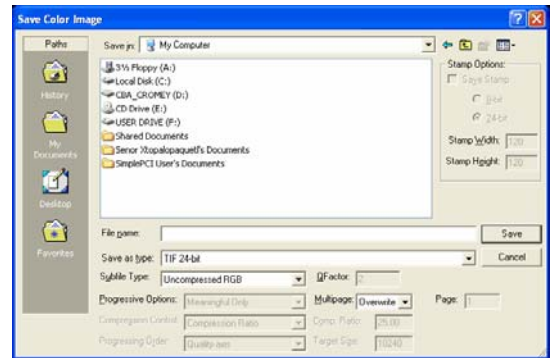 Save Color Image
Paths
Save in: My Computer
History
My Documents
Desktop
Favorites
3½ Floppy (A:)
Local Disk (C:)
CBA_CROMEY (D:)
CD Drive (E:)
USER DRIVE (F:)
Shared Documents
Senor Xtopalopaquetl's Documents
SimplePCI User's Documents
Stamp Options:
Save Stamp
8-bit
24-bit
Stamp Width: 120
Stamp Height: 120
File name:
Save
Save as type: TIF 24-bit
Cancel
Subfile Type: Uncompressed RGB
QFactor: 2
Progressive Options: Meaningful Only
Multipage: Overwrite
Page: 1
Compression Control: Compression Ratio
Comp. Ratio: 25.00
Progressing Order: Quality axis
Target Size: 10240